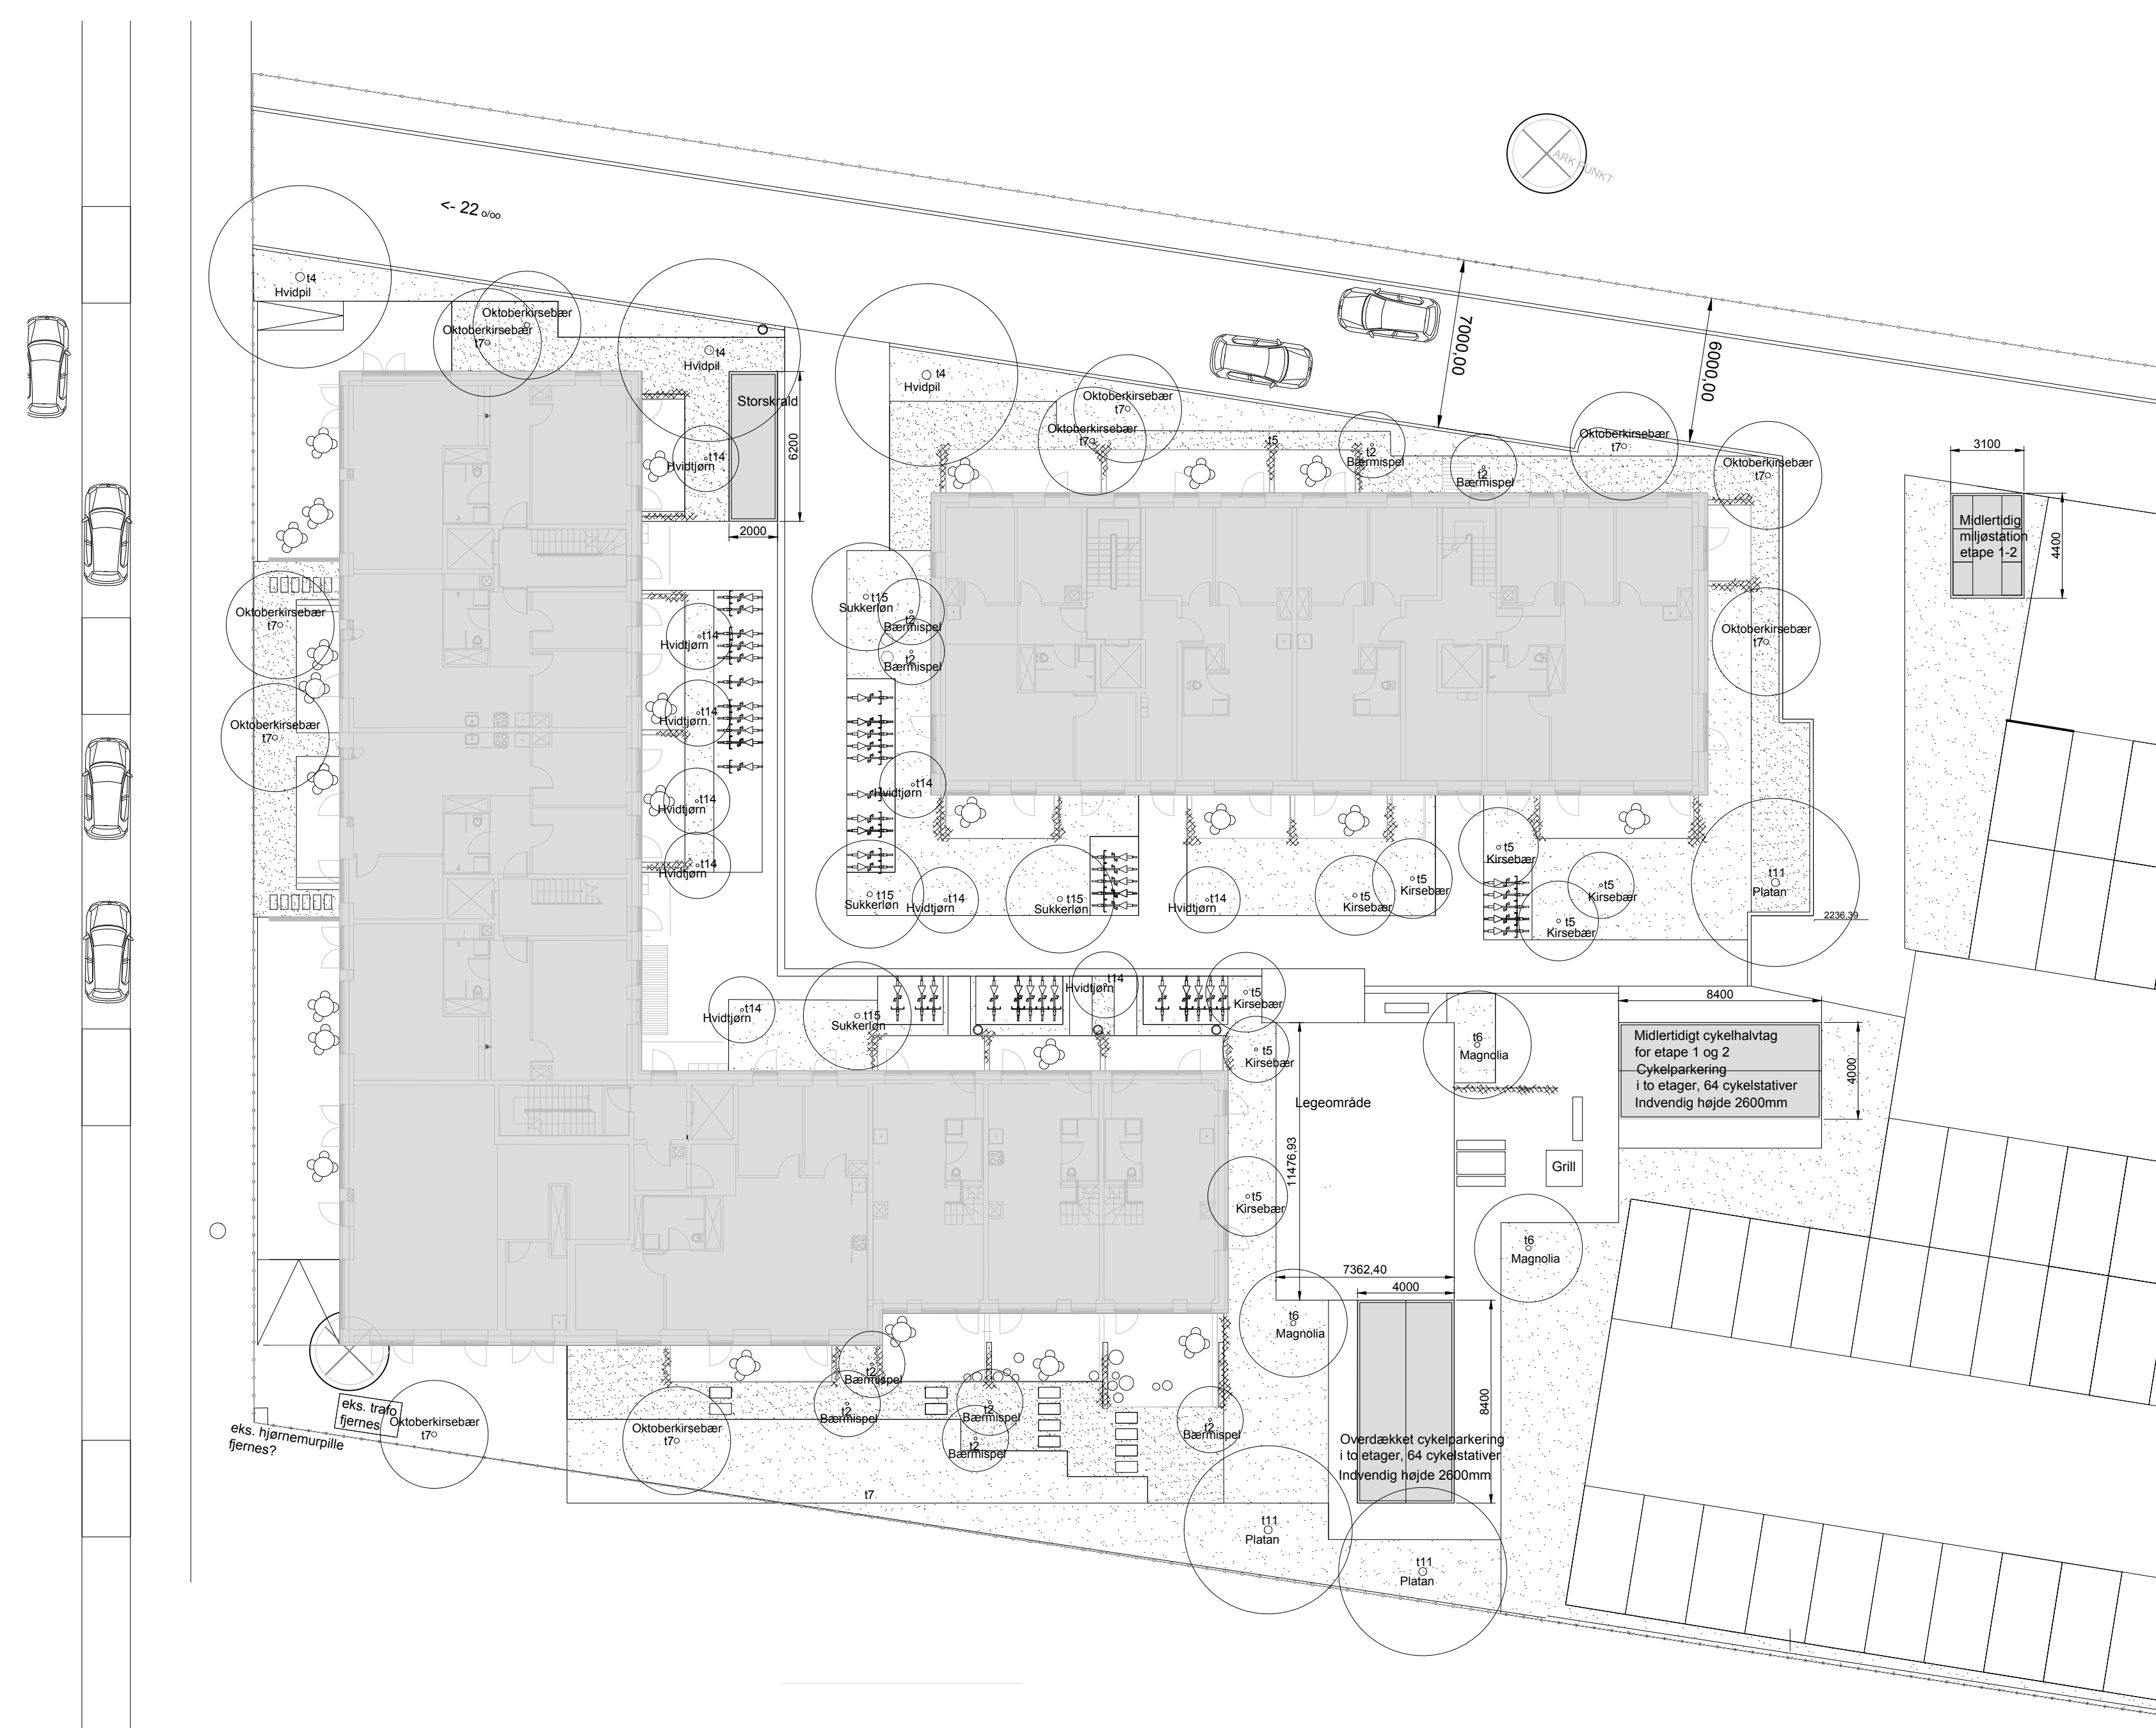 ARK PUNKT
<- 22 o/oo
t4
Hvidpil
Oktoberkirsebær
Oktoberkirsebær
t7
t4
Hvidpil
t4
Hvidpil
7000,00
6000,00
Storskrald
6200
2000
t14
Hvidtjørn
Oktoberkirsebær
t7
Oktoberkirsebær
t7
t5
t2
Bærmispel
t2
Bærmispel
Oktoberkirsebær
t7
Oktoberkirsebær
t7
3100
4400
Midlertidig
miljøstation
etape 1-2
Oktoberkirsebær
t7
Oktoberkirsebær
t7
t14
Hvidtjørn
t14
Hvidtjørn
t14
Hvidtjørn
t14
Hvidtjørn
t15
Sukkerløn
t2
Bærmispel
t2
Bærmispel
Oktoberkirsebær
t7
t14
Hvidtjørn
t15
Sukkerløn
t14
Hvidtjørn
t15
Sukkerløn
t14
Hvidtjørn
t5
Kirsebær
t5
Kirsebær
t5
Kirsebær
t5
Kirsebær
t5
Kirsebær
t11
Platan
2236,39
t14
Hvidtjørn
t15
Sukkerløn
t14
Hvidtjørn
t5
Kirsebær
t5
Kirsebær
t6
Magnolia
8400
4000
Midlertidigt cykelhalvtag
for etape 1 og 2
Cykelparkering
i to etager, 64 cykelstativer
Indvendig højde 2600mm
Legeområde
11476,93
Grill
t5
Kirsebær
t6
Magnolia
7362,40
4000
t6
Magnolia
8400
Overdækket cykelparkering
i to etager, 64 cykelstativer
Indvendig højde 2600mm
t2
Bærmispel
t2
Bærmispel
t2
Bærmispel
t2
Bærmispel
t2
Bærmispel
eks. trafo
fjernes
Oktoberkirsebær
t7
eks. hjørnemurpille
fjernes?
Oktoberkirsebær
t7
t7
t11
Platan
t11
Platan